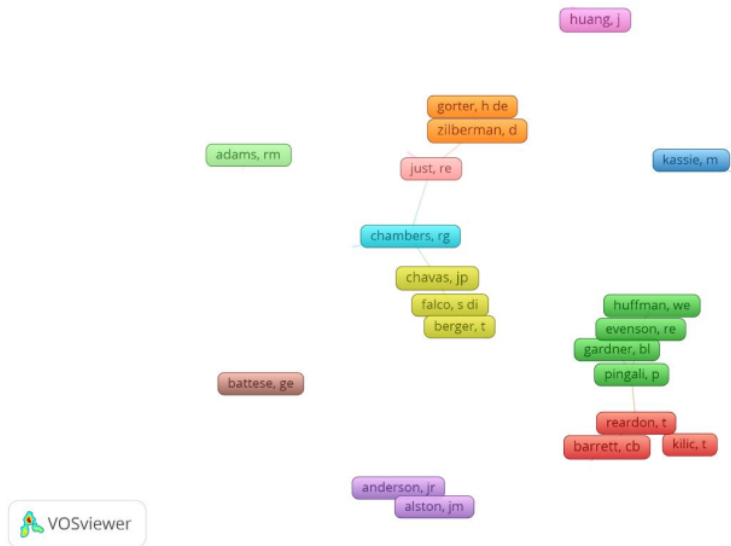 huang, j
gorter, h de
zilberman, d
adams, rm
just, re
kassie, m
chambers, rg
chavas, jp
falco, s di
berger, t
huffman, we
evenson, re
gardner, bl
pingali, p
battese, ge
reardon, t
barrett, cb
kilic, t
anderson, jr
alston, jm
VOSviewer